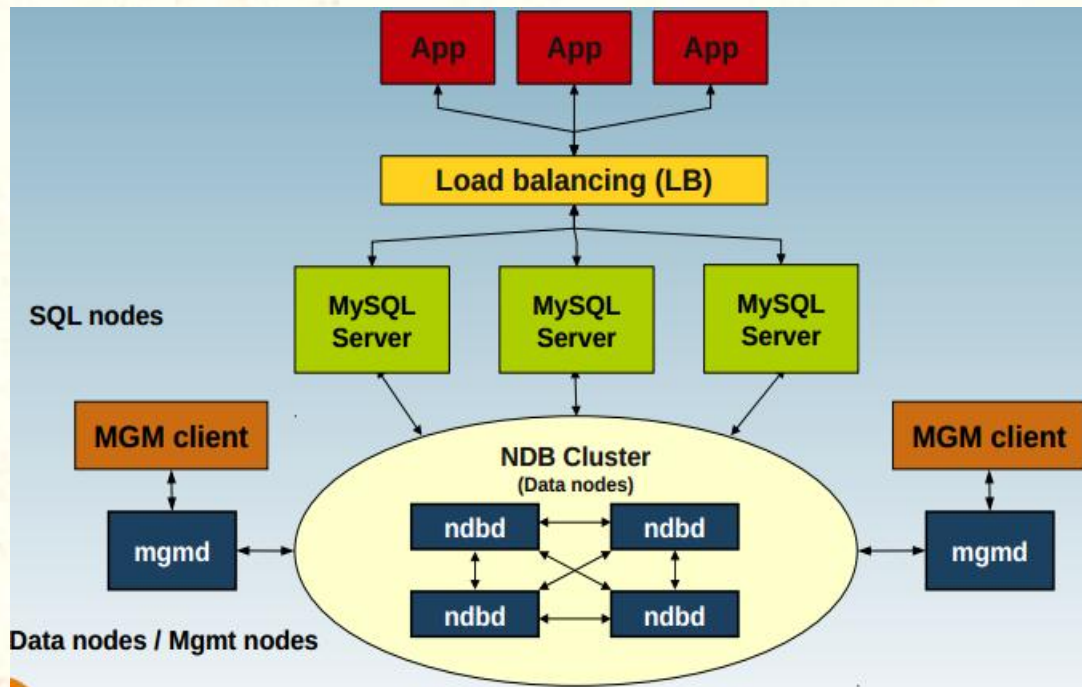 App
App
App
Load balancing (LB)
SQL nodes
MySQL
Server
MySQL
Server
MySQL
Server
MGM client
MGM client
NDB Cluster
(Data nodes)
ndbd
ndbd
mgmd
mgmd
ndbd
ndbd
Data nodes / Mgmt nodes